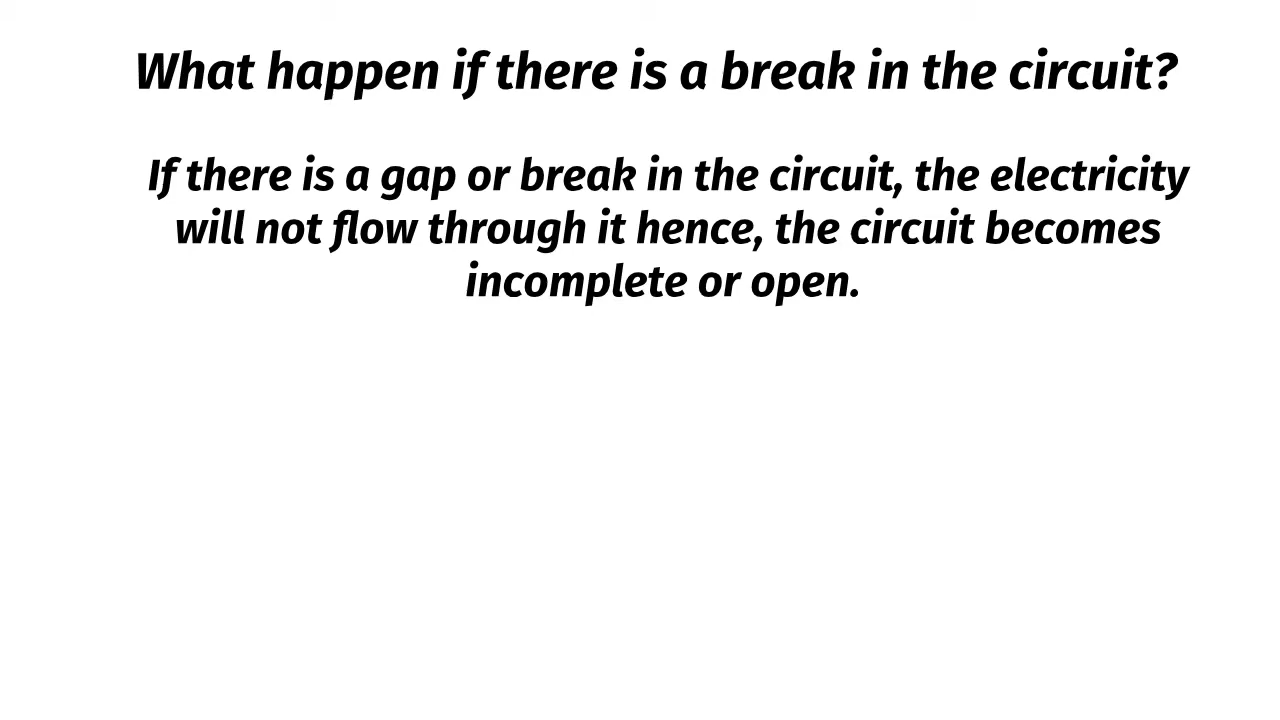 What happen if there is a break in the circuit?
If there is a gap or break in the circuit, the electricity
will not flow through it hence, the circuit becomes
incomplete or open.